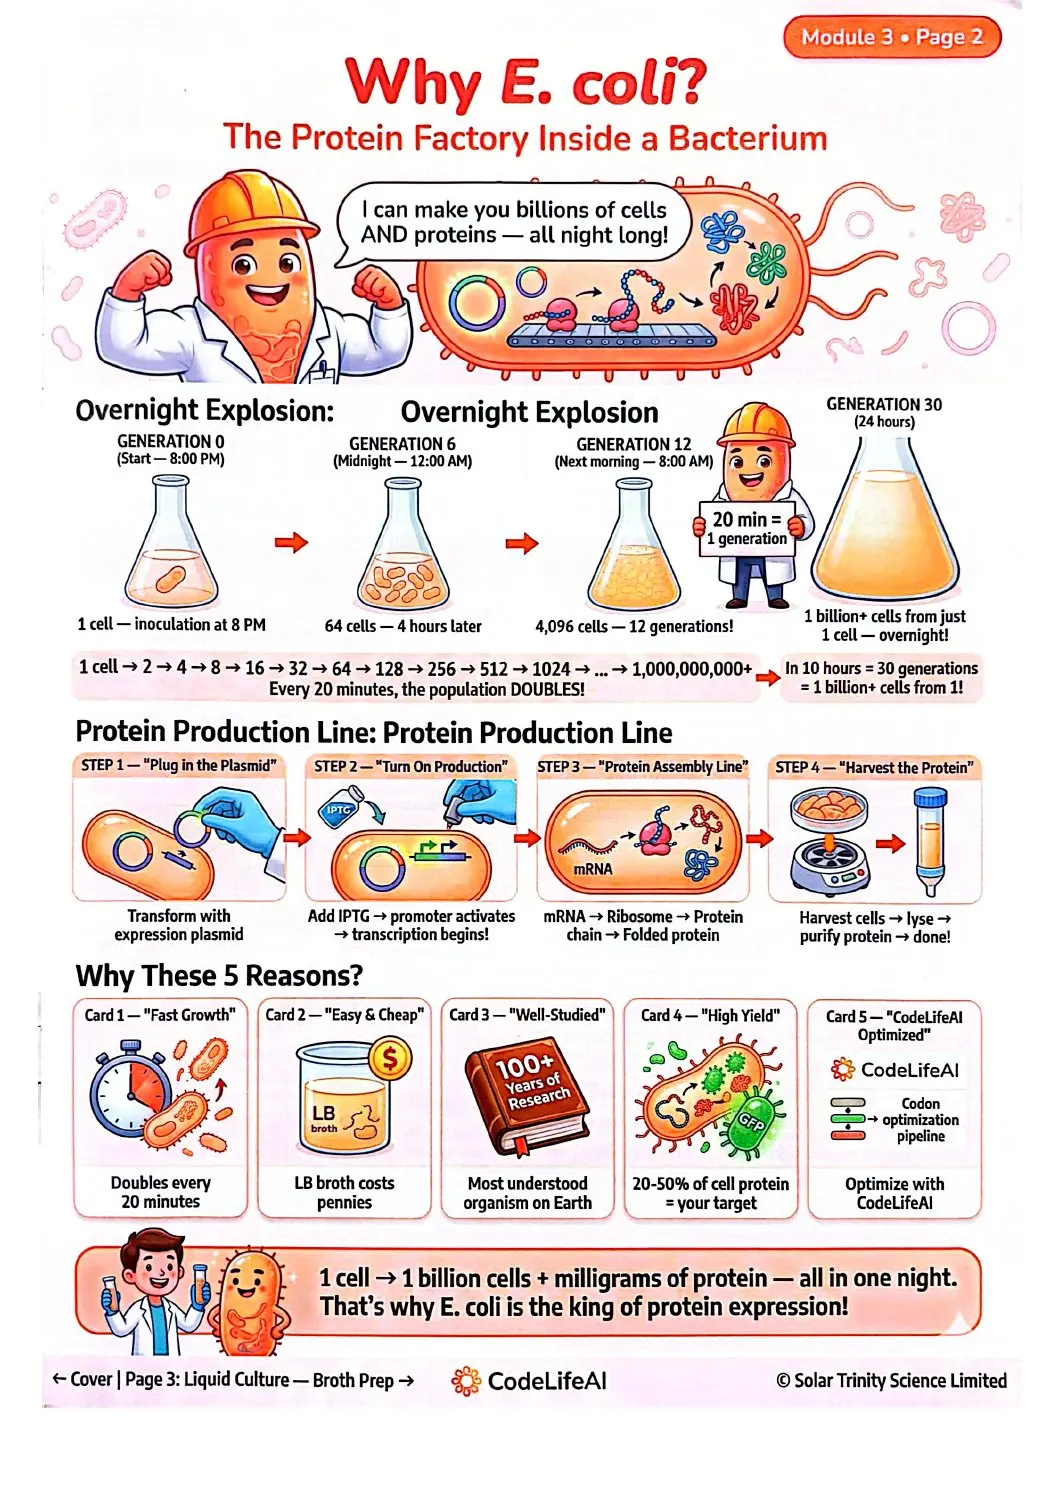 Module 3 • Page 2
Why E. coli?
The Protein Factory Inside a Bacterium
I can make you billions of cells
AND proteins — all night long!
Overnight Explosion:
Overnight Explosion
GENERATION 0
(Start — 8:00 PM)
GENERATION 6
(Midnight — 12:00 AM)
GENERATION 12
(Next morning — 8:00 AM)
GENERATION 30
(24 hours)
20 min =
1 generation
1 cell — inoculation at 8 PM
64 cells — 4 hours later
4,096 cells — 12 generations!
1 billion+ cells from just
1 cell — overnight!
1 cell → 2 → 4 → 8 → 16 → 32 → 64 → 128 → 256 → 512 → 1024 → ... → 1,000,000,000+
Every 20 minutes, the population DOUBLES!
In 10 hours = 30 generations
= 1 billion+ cells from 1!
Protein Production Line: Protein Production Line
STEP 1 — "Plug in the Plasmid"
Transform with
expression plasmid
STEP 2 — "Turn On Production"
IPTG
Add IPTG → promoter activates
→ transcription begins!
STEP 3 — "Protein Assembly Line"
mRNA
mRNA → Ribosome → Protein
chain → Folded protein
STEP 4 — "Harvest the Protein"
Harvest cells → lyse →
purify protein → done!
Why These 5 Reasons?
Card 1 — "Fast Growth"
Doubles every
20 minutes
Card 2 — "Easy & Cheap"
$
LB
broth
LB broth costs
pennies
Card 3 — "Well-Studied"
100+
Years of
Research
Most understood
organism on Earth
Card 4 — "High Yield"
GFP
20-50% of cell protein
= your target
Card 5 — "CodeLifeAI
Optimized"
CodeLifeAI
Codon
→ optimization
pipeline
Optimize with
CodeLifeAI
1 cell → 1 billion cells + milligrams of protein — all in one night.
That's why E. coli is the king of protein expression!
← Cover | Page 3: Liquid Culture — Broth Prep →
CodeLifeAI
© Solar Trinity Science Limited